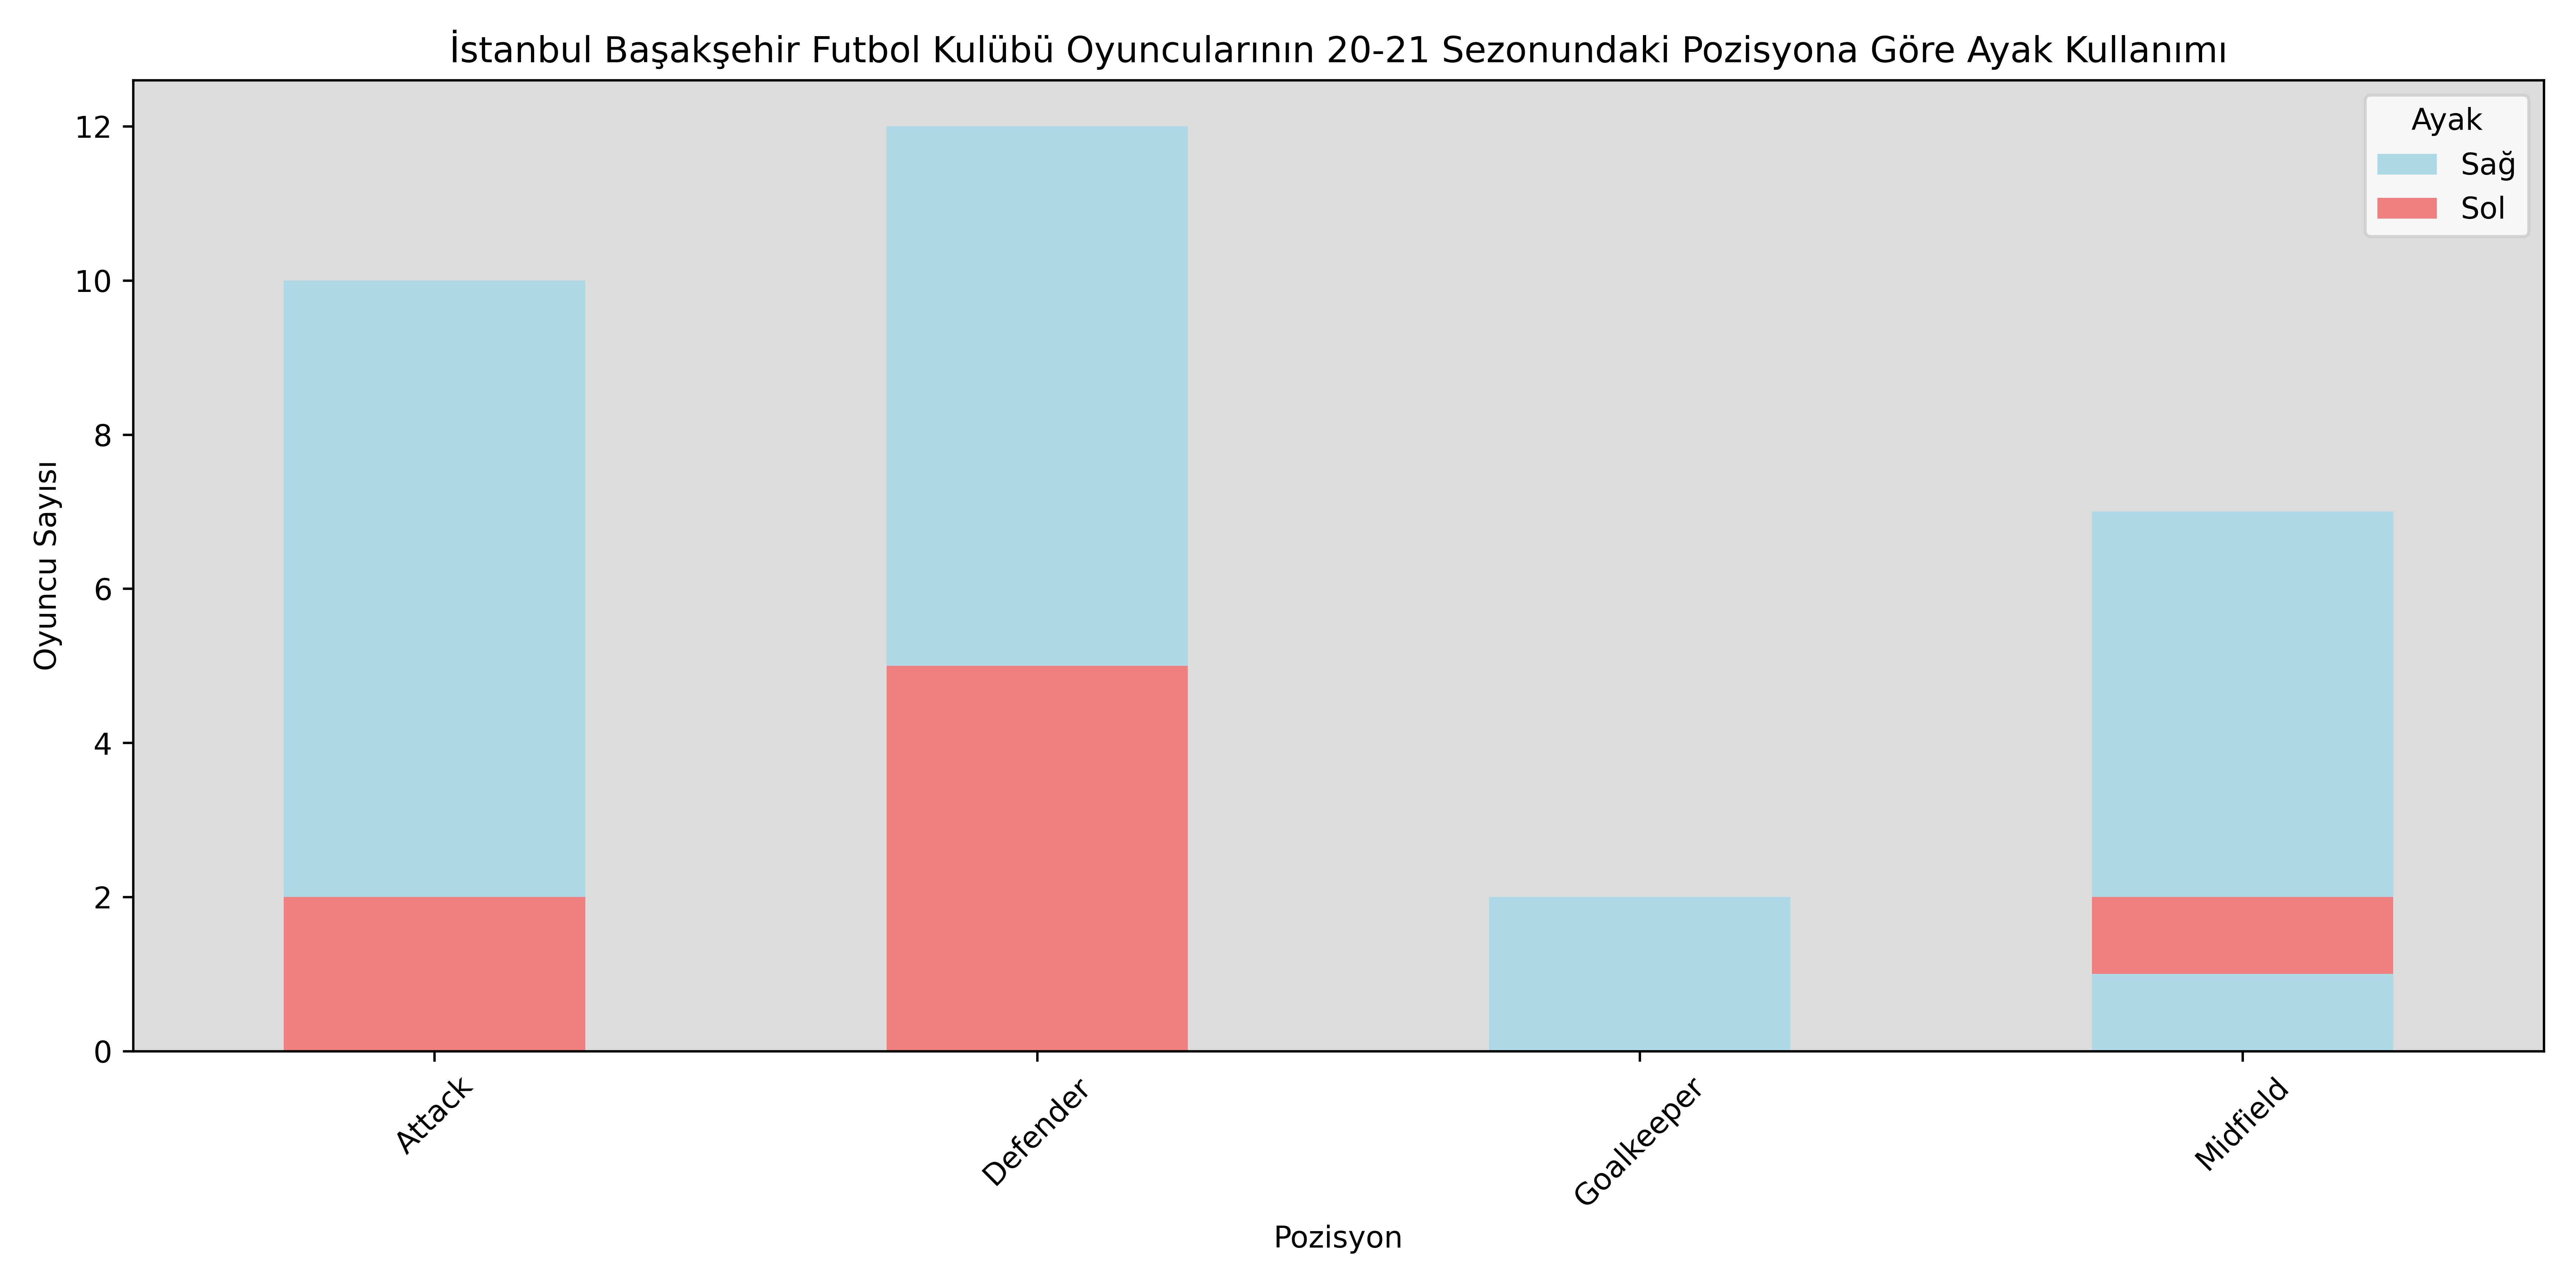 İstanbul Başakşehir Futbol Kulübü Oyuncularının 20-21 Sezonundaki Pozisyona Göre Ayak Kullanımı
Ayak
Sağ
Sol
Oyuncu Sayısı
12
10
8
6
4
2
0
Attack
Defender
Goalkeeper
Midfield
Pozisyon